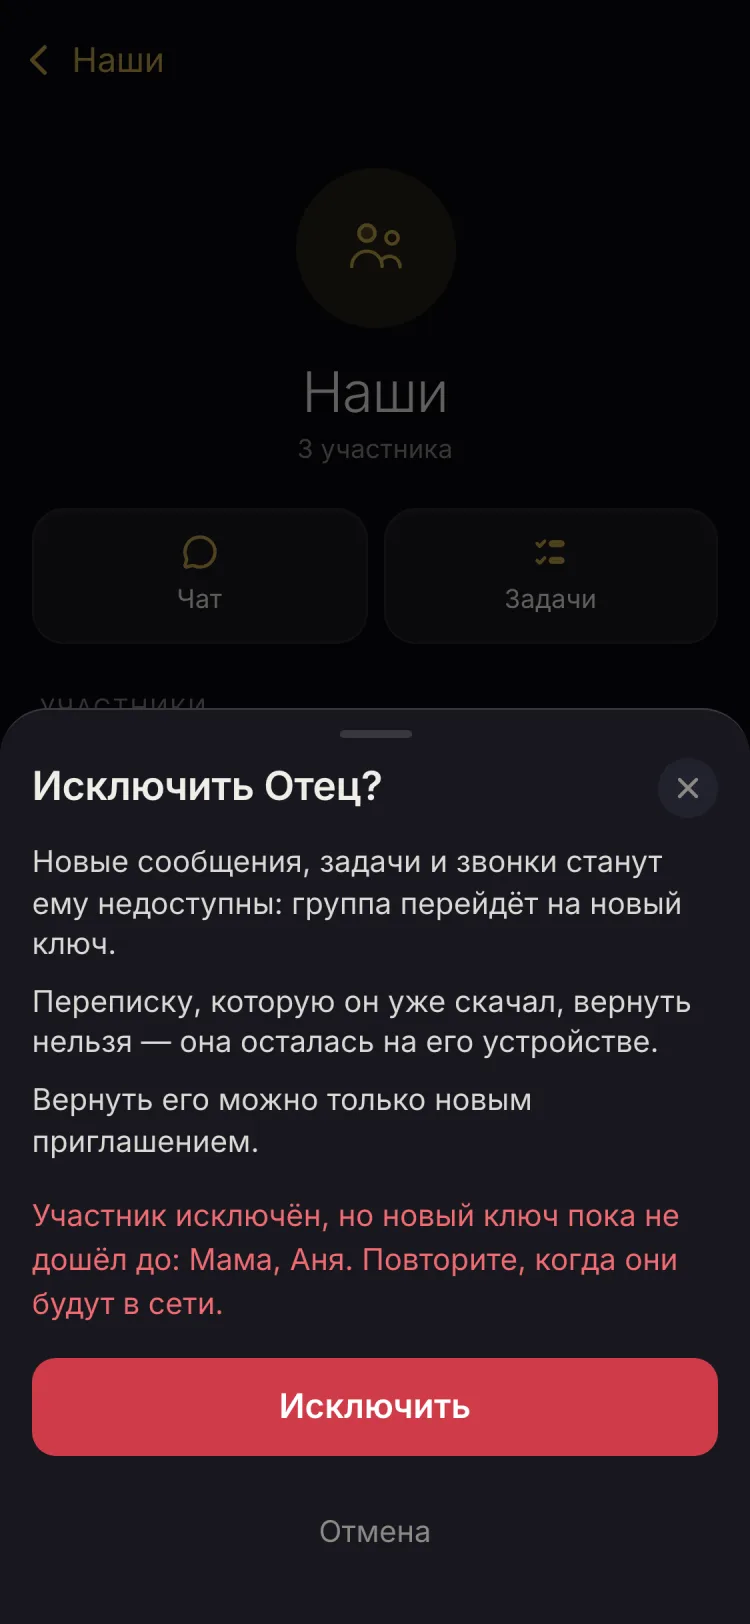 Наши
Наши
3 участника
Чат
Задачи
УЧАСТНИКИ
Исключить Отец?
Новые сообщения, задачи и звонки станут
ему недоступны: группа перейдёт на новый
ключ.
Переписку, которую он уже скачал, вернуть
нельзя — она осталась на его устройстве.
Вернуть его можно только новым
приглашением.
Участник исключён, но новый ключ пока не
дошёл до: Мама, Аня. Повторите, когда они
будут в сети.
Исключить
Отмена